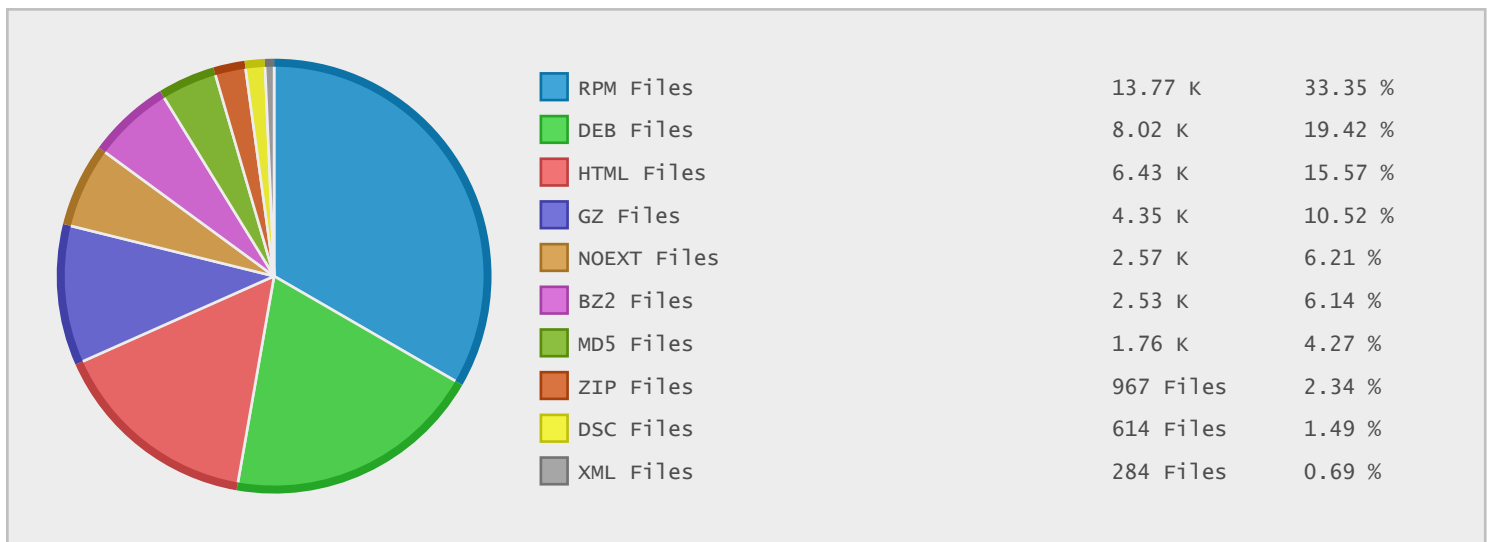 RPM Files 13.77 K 33.35 %
DEB Files 8.02 K 19.42 %
HTML Files 6.43 K 15.57 %
GZ Files 4.35 K 10.52 %
NOEXT Files 2.57 K 6.21 %
BZ2 Files 2.53 K 6.14 %
MD5 Files 1.76 K 4.27 %
ZIP Files 967 Files 2.34 %
DSC Files 614 Files 1.49 %
XML Files 284 Files 0.69 %